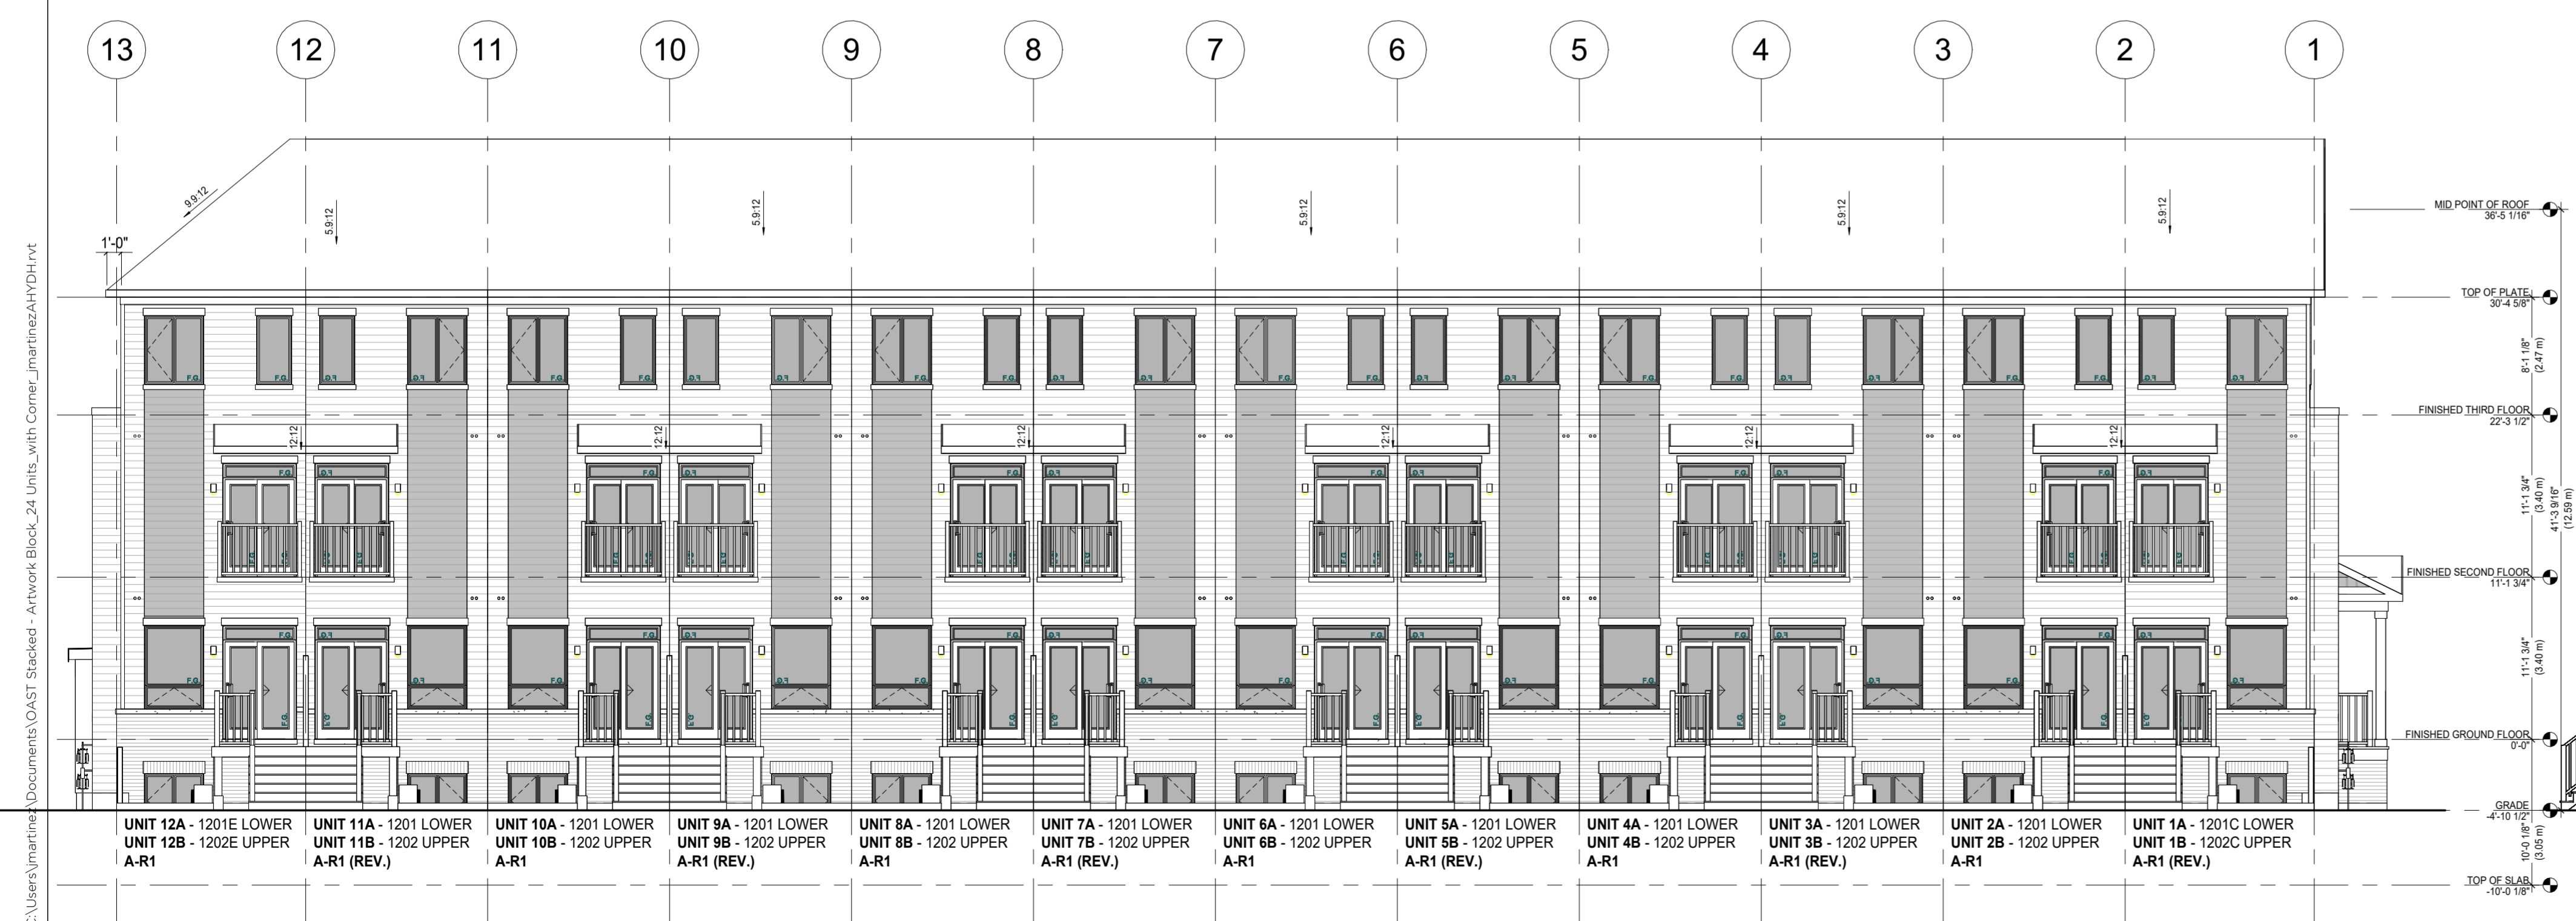 13 12 11 10 9 8 7 6 5 4 3 2 1
9.9:12
5.9:12 5.9:12 5.9:12 5.9:12 5.9:12
1'-0"
MID POINT OF ROOF
36'-5 1/16"
TOP OF PLATE
30'-4 5/8"
8'-1 1/8"
(2.47 m)
F.G. F.G. F.G. F.G. F.G. F.G. F.G. F.G. F.G. F.G. F.G. F.G. F.G. F.G. F.G. F.G. F.G. F.G. F.G. F.G. F.G. F.G. F.G. F.G.
FINISHED THIRD FLOOR
22'-3 1/2"
12:12 12:12 12:12 12:12 12:12 12:12
F.G. F.G. F.G. F.G. F.G. F.G. F.G. F.G. F.G. F.G. F.G. F.G.
11'-1 3/4"
(3.40 m)
41'-3 9/16"
(12.59 m)
FINISHED SECOND FLOOR
11'-1 3/4"
F.G. F.G. F.G. F.G. F.G. F.G. F.G. F.G. F.G. F.G. F.G. F.G.
11'-1 3/4"
(3.40 m)
F.G. F.G. F.G. F.G. F.G. F.G. F.G. F.G. F.G. F.G. F.G. F.G.
FINISHED GROUND FLOOR
0'-0"
GRADE
-4'-10 1/2"
10'-0 1/8"
(3.05 m)
TOP OF SLAB
-10'-0 1/8"
UNIT 12A - 1201E LOWER
UNIT 12B - 1202E UPPER
A-R1
UNIT 11A - 1201 LOWER
UNIT 11B - 1202 UPPER
A-R1 (REV.)
UNIT 10A - 1201 LOWER
UNIT 10B - 1202 UPPER
A-R1
UNIT 9A - 1201 LOWER
UNIT 9B - 1202 UPPER
A-R1 (REV.)
UNIT 8A - 1201 LOWER
UNIT 8B - 1202 UPPER
A-R1
UNIT 7A - 1201 LOWER
UNIT 7B - 1202 UPPER
A-R1 (REV.)
UNIT 6A - 1201 LOWER
UNIT 6B - 1202 UPPER
A-R1
UNIT 5A - 1201 LOWER
UNIT 5B - 1202 UPPER
A-R1 (REV.)
UNIT 4A - 1201 LOWER
UNIT 4B - 1202 UPPER
A-R1
UNIT 3A - 1201 LOWER
UNIT 3B - 1202 UPPER
A-R1 (REV.)
UNIT 2A - 1201 LOWER
UNIT 2B - 1202 UPPER
A-R1
UNIT 1A - 1201C LOWER
UNIT 1B - 1202C UPPER
A-R1 (REV.)
:\Users\jmartinez\Documents\OAST Stacked - Artwork Block_24 Units_with Corner_jmartinezAHYDH.rvt